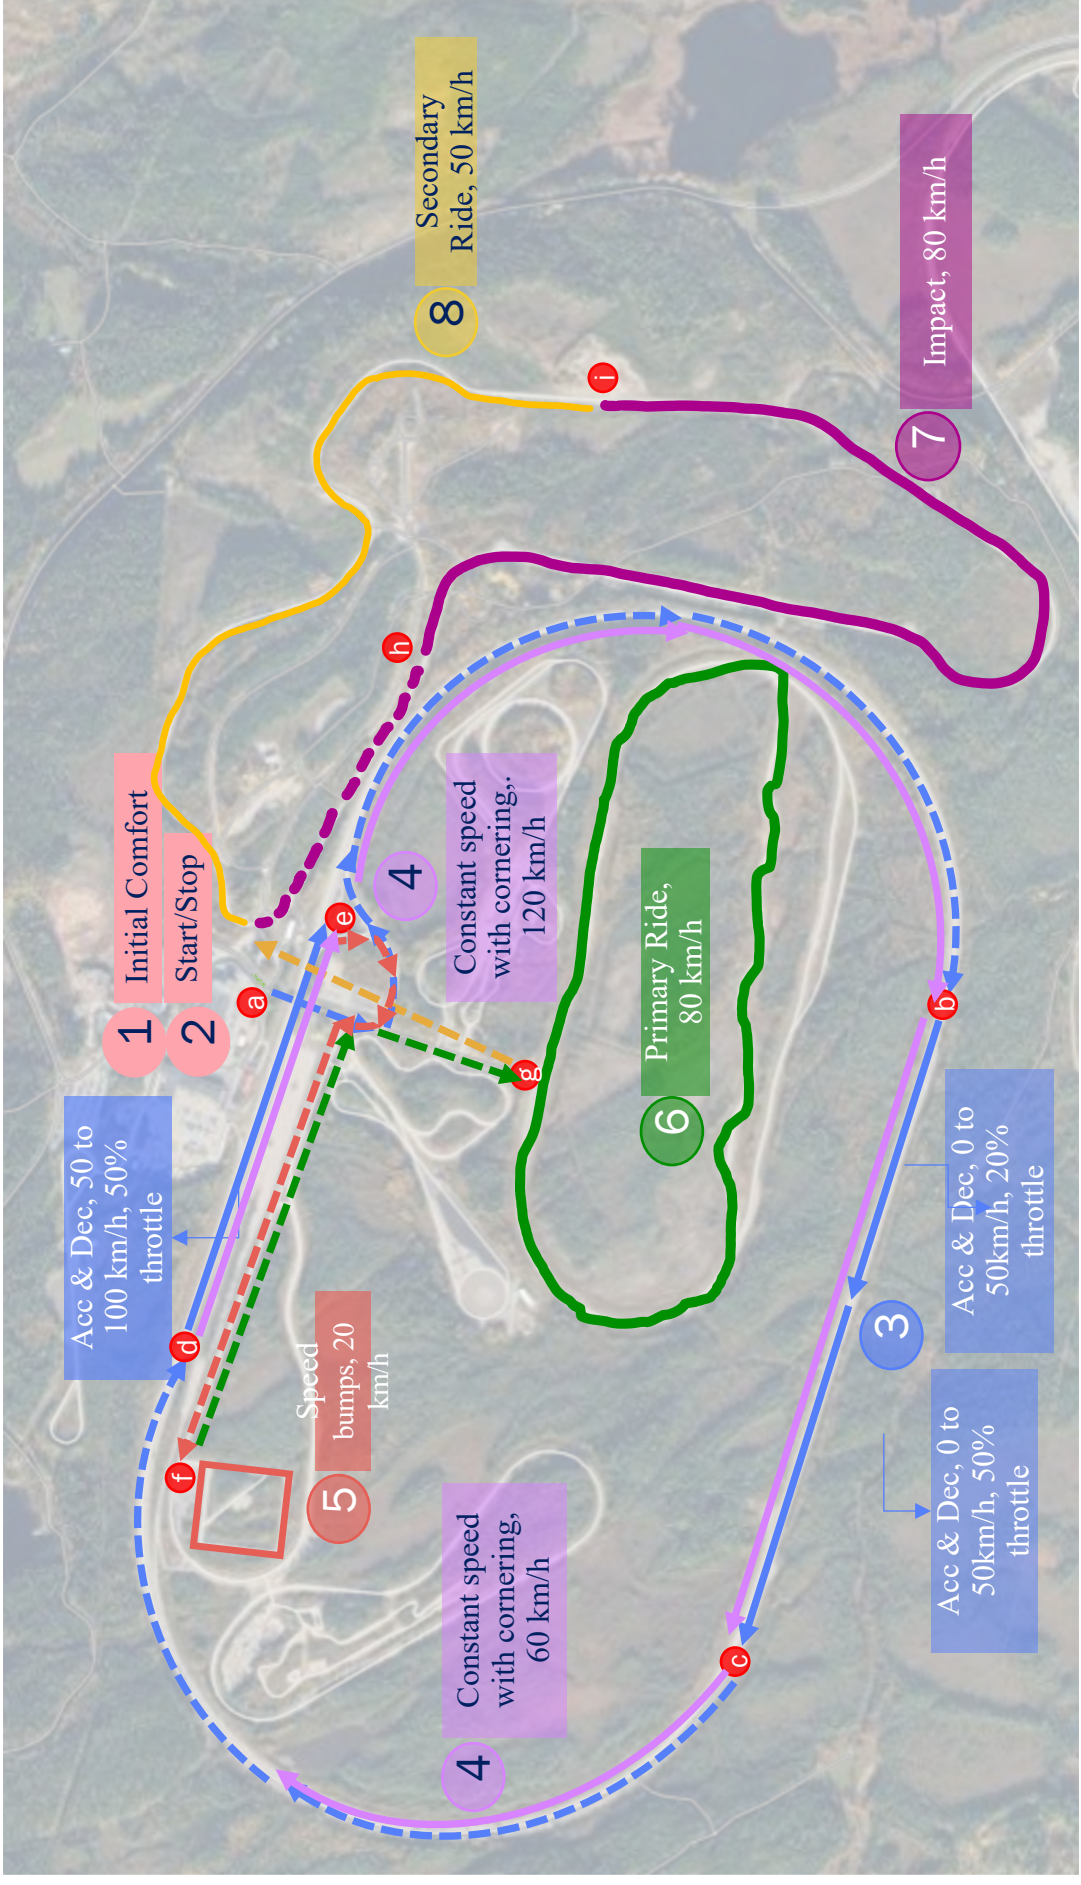 1
Initial Comfort
2
Start/Stop
Acc & Dec, 50 to
100 km/h, 50%
throttle
a
d
e
f
h
8
Secondary
Ride, 50 km/h
i
4
Constant speed
with cornering,.
120 km/h
5
Speed
bumps, 20
km/h
g
6
Primary Ride,
80 km/h
7
Impact, 80 km/h
4
Constant speed
with cornering,
60 km/h
b
c
3
Acc & Dec, 0 to
50km/h, 20%
throttle
Acc & Dec, 0 to
50km/h, 50%
throttle